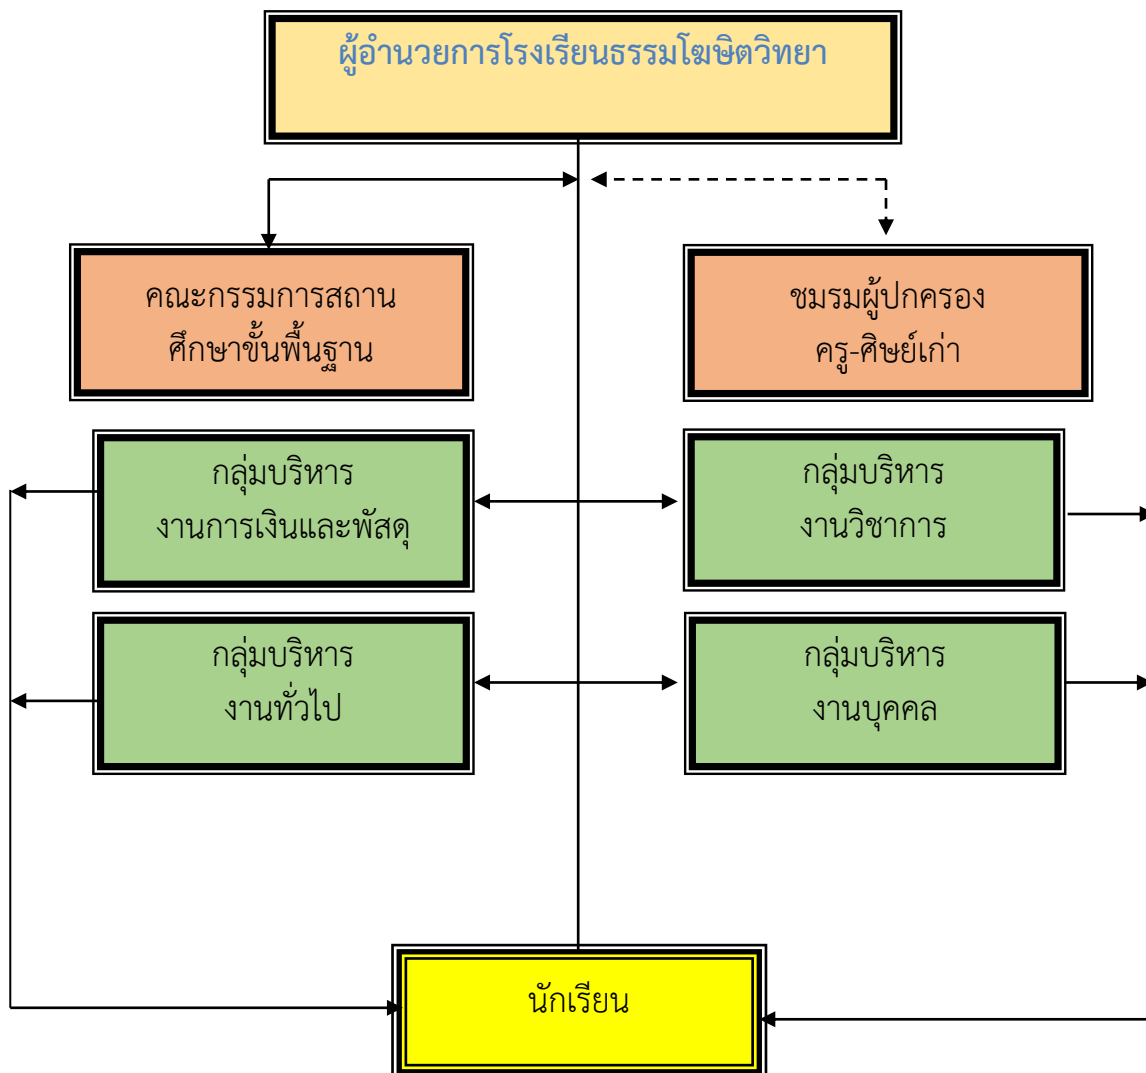 ผู้อำนวยการโรงเรียนธรรมโฆษิตวิทยา
คณะกรรมการสถาน
ศึกษาขั้นพื้นฐาน
ชมรมผู้ปกครอง
ครู-ศิษย์เก่า
กลุ่มบริหาร
งานการเงินและพัสดุ
กลุ่มบริหาร
งานวิชาการ
กลุ่มบริหาร
งานทั่วไป
กลุ่มบริหาร
งานบุคคล
นักเรียน